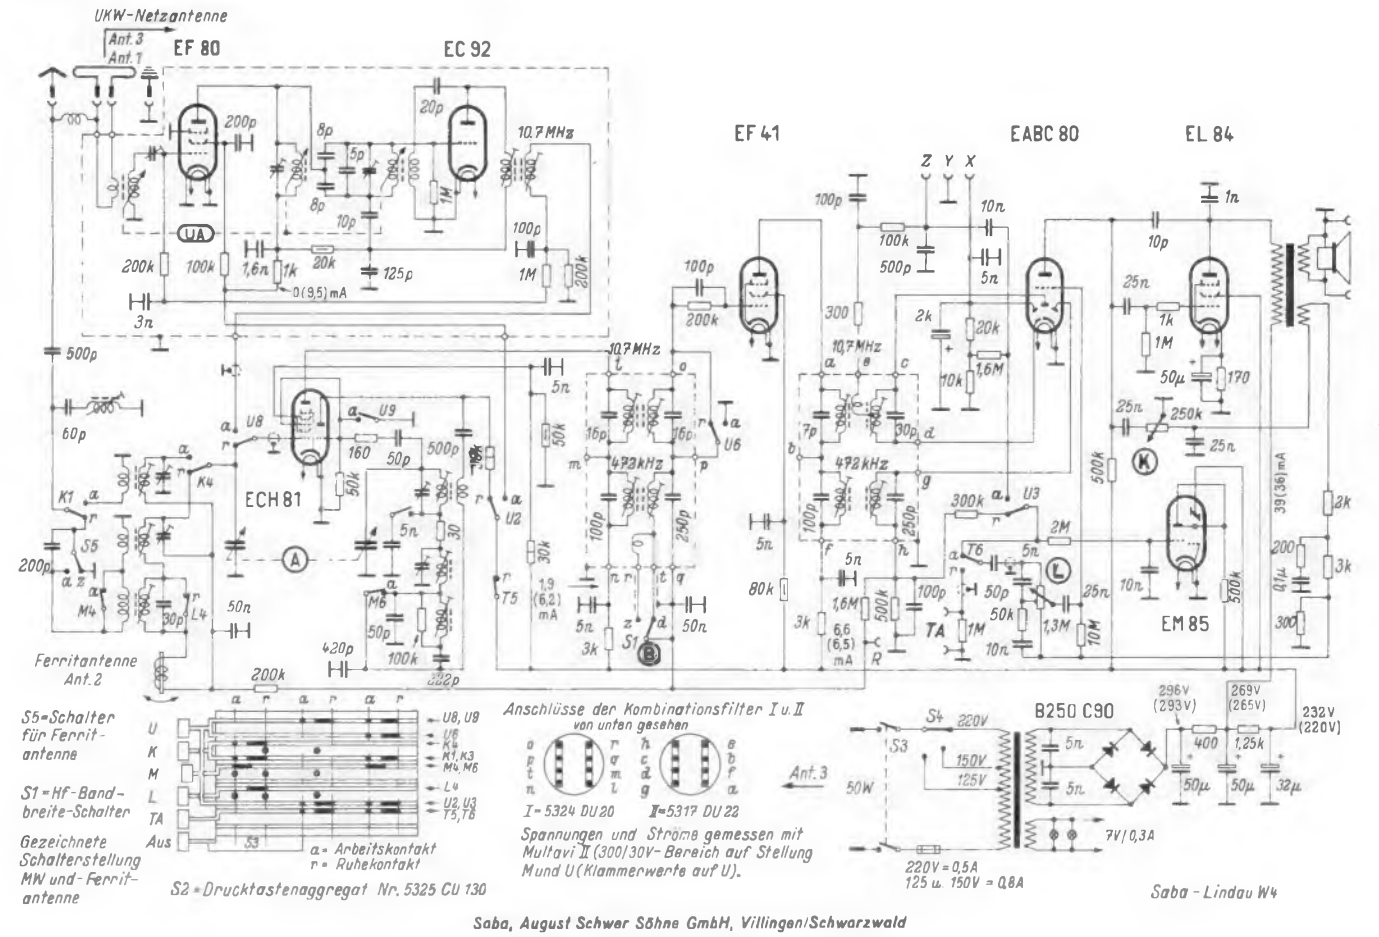 UKW-Netzantenne
Ant. 3
Ant. 1
EF 80
EC 92
EF 41
EABC 80
EL 84
Z Y X
200p
8p
5p
8p
10p
20p
10,7MHz
1M
UA
200k
100k
1,6n
1k
20k
125p
100p
1M
200k
0(9,5) mA
3n
500p
60p
100p
200k
100p
100k
500p
10n
5n
300
2k
20k
10k
1,6M
10p
1n
25n
1k
1M
50µ
170
25n
250k
25n
K
500k
39(36) mA
10,7MHz
l
o
5n
50k
16p
16p
m
p
r
a
U6
472kHz
100p
250p
n r t q
10,7MHz
a e c
7p
30p
b
d
472kHz
g
100p
250p
f
h
a
r
U8
a
r
U9
160
50p
500p
50k
ECH 81
A
K4
a
r
K1
a
r
S5
a z
200p
M4
a
L4
r
30p
50n
5n
30
M6
a
50p
100k
420p
222p
r
a
U2
r
T5
30k
1,9
(6,2)
mA
5n
3k
z
d
S1
B
50n
5n
80k
5n
3k
1,6M
6,6
(6,5)
mA
500k
100p
R
300k
a
r
U3
a
r
T6
TA
1M
5n
50p
50k
10n
2M
L
25n
1,3M
10M
10n
EM 85
500k
2k
200
0,1µ
3k
300
Ferritantenne
Ant. 2
200k
S5=Schalter
für Ferrit-
antenne
S1=Hf-Band-
breite-Schalter
Gezeichnete
Schalterstellung
MW und-Ferrit-
antenne
a r a r a r
U
K
M
L
TA
Aus
S3
U8, U9
U6
K4
K1, K3
M4, M6
L4
U2, U3
T5, T6
a = Arbeitskontakt
r = Ruhekontakt
S2=Drucktastenaggregat Nr. 5325 CU 130
Anschlüsse der Kombinationsfilter I u. II
von unten gesehen
o r h e
p q c b
t m d f
n l g a
I=5324 DU 20
II=5317 DU 22
Spannungen und Ströme gemessen mit
Multavi II (300/30V-Bereich auf Stellung
M und U (Klammerwerte auf U).
Ant. 3
50W
S3
S4
220V
150V
125V
220V = 0,5A
125 u. 150V = 0,8A
5n
5n
B250 C90
7V/0,3A
296V
(293V)
269V
(265V)
232V
(220V)
400
1,25k
50µ
50µ
32µ
Saba - Lindau W4
Saba, August Schwer Söhne GmbH, Villingen/Schwarzwald